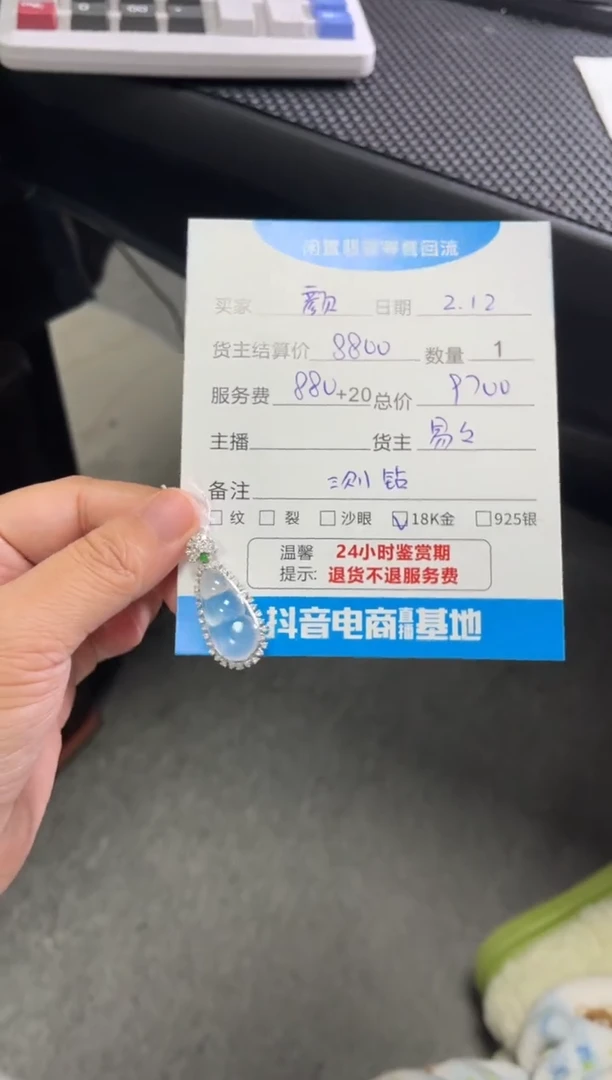 闲置翡翠寄售回流
买家 颜 日期 2.12
货主结算价 8800 数量 1
服务费 880+20 总价 9700
主播 货主 易
备注 测钻
纹 裂 沙眼 18K金 925银
温馨 24小时鉴赏期
提示: 退货不退服务费
抖音电商直播基地